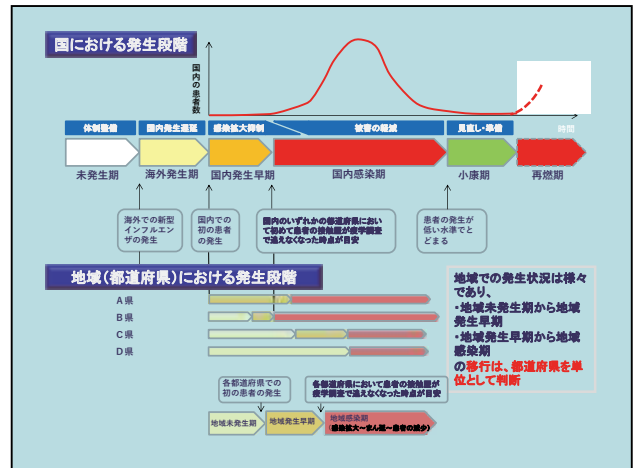 国における発生段階
国内の患者数
体制整備
国内発生遅延
感染拡大抑制
被害の軽減
見直し・準備
時間
未発生期
海外発生期
国内発生早期
国内感染期
小康期
再燃期
海外での新型
インフルエン
ザの発生
国内での
初の患者
の発生
国内のいずれかの都道府県におい
て初めて患者の接触歴が疫学調査
で追えなくなった時点が目安
患者の発生が
低い水準でと
どまる
地域（都道府県）における発生段階
A県
B県
C県
D県
地域での発生状況は様々
であり、
・地域未発生期から地域
発生早期
・地域発生早期から地域
感染期
の移行は、都道府県を単
位として判断
各都道府県での
初の患者の発生
各都道府県において患者の接触歴が
疫学調査で追えなくなった時点が目安
地域未発生期
地域発生早期
地域感染期
（感染拡大～まん延～患者の減少）